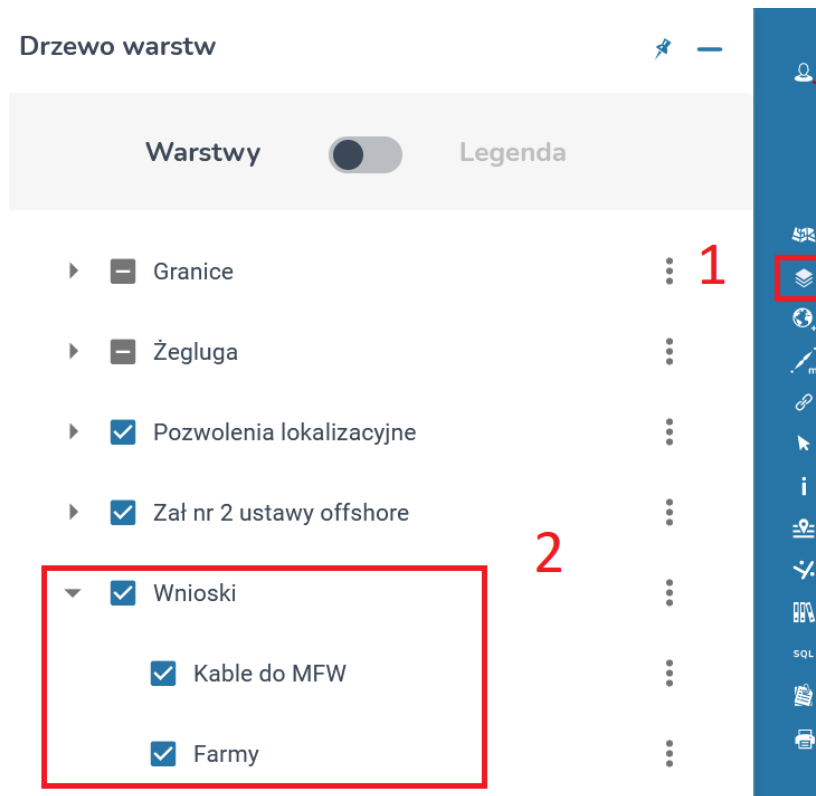 Drzewo warstw
Warstwy Legenda
Granice 1
Żegluga
m
Pozwolenia lokalizacyjne
i
Zał nr 2 ustawy offshore
2
Wnioski
SQL
Kable do MFW
Farmy